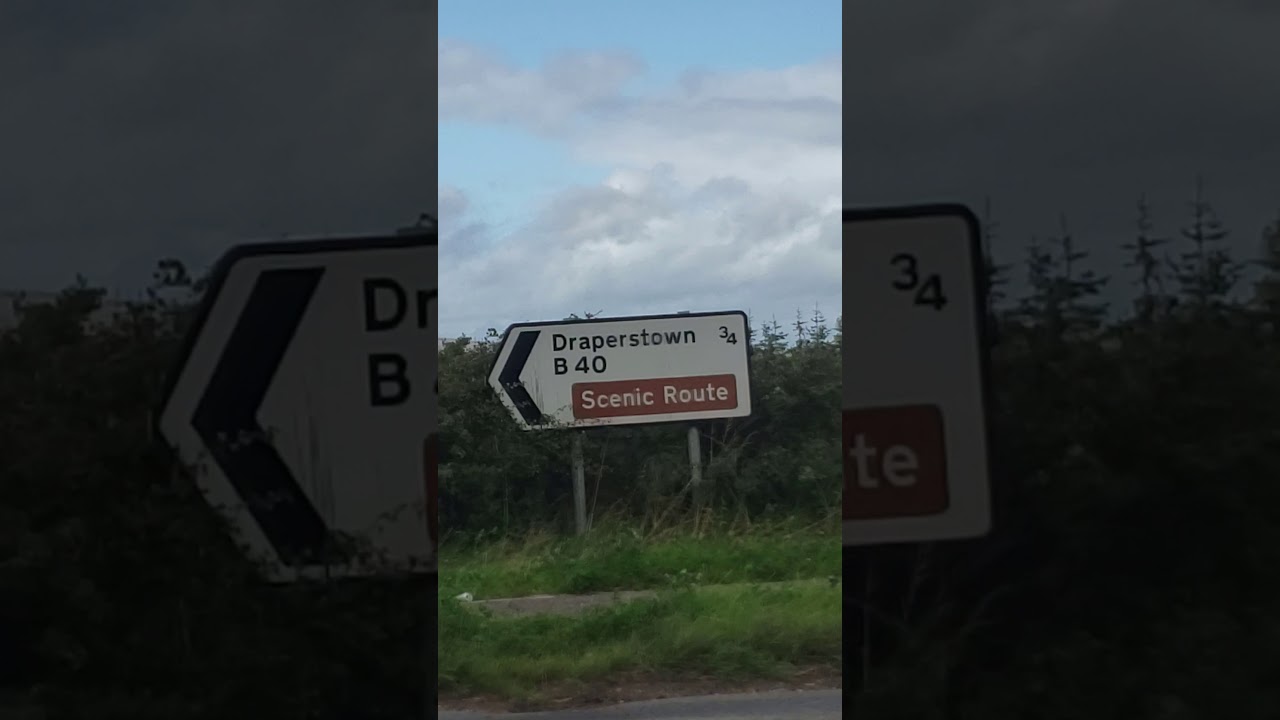 Draperstown ¾
B 40
Scenic Route